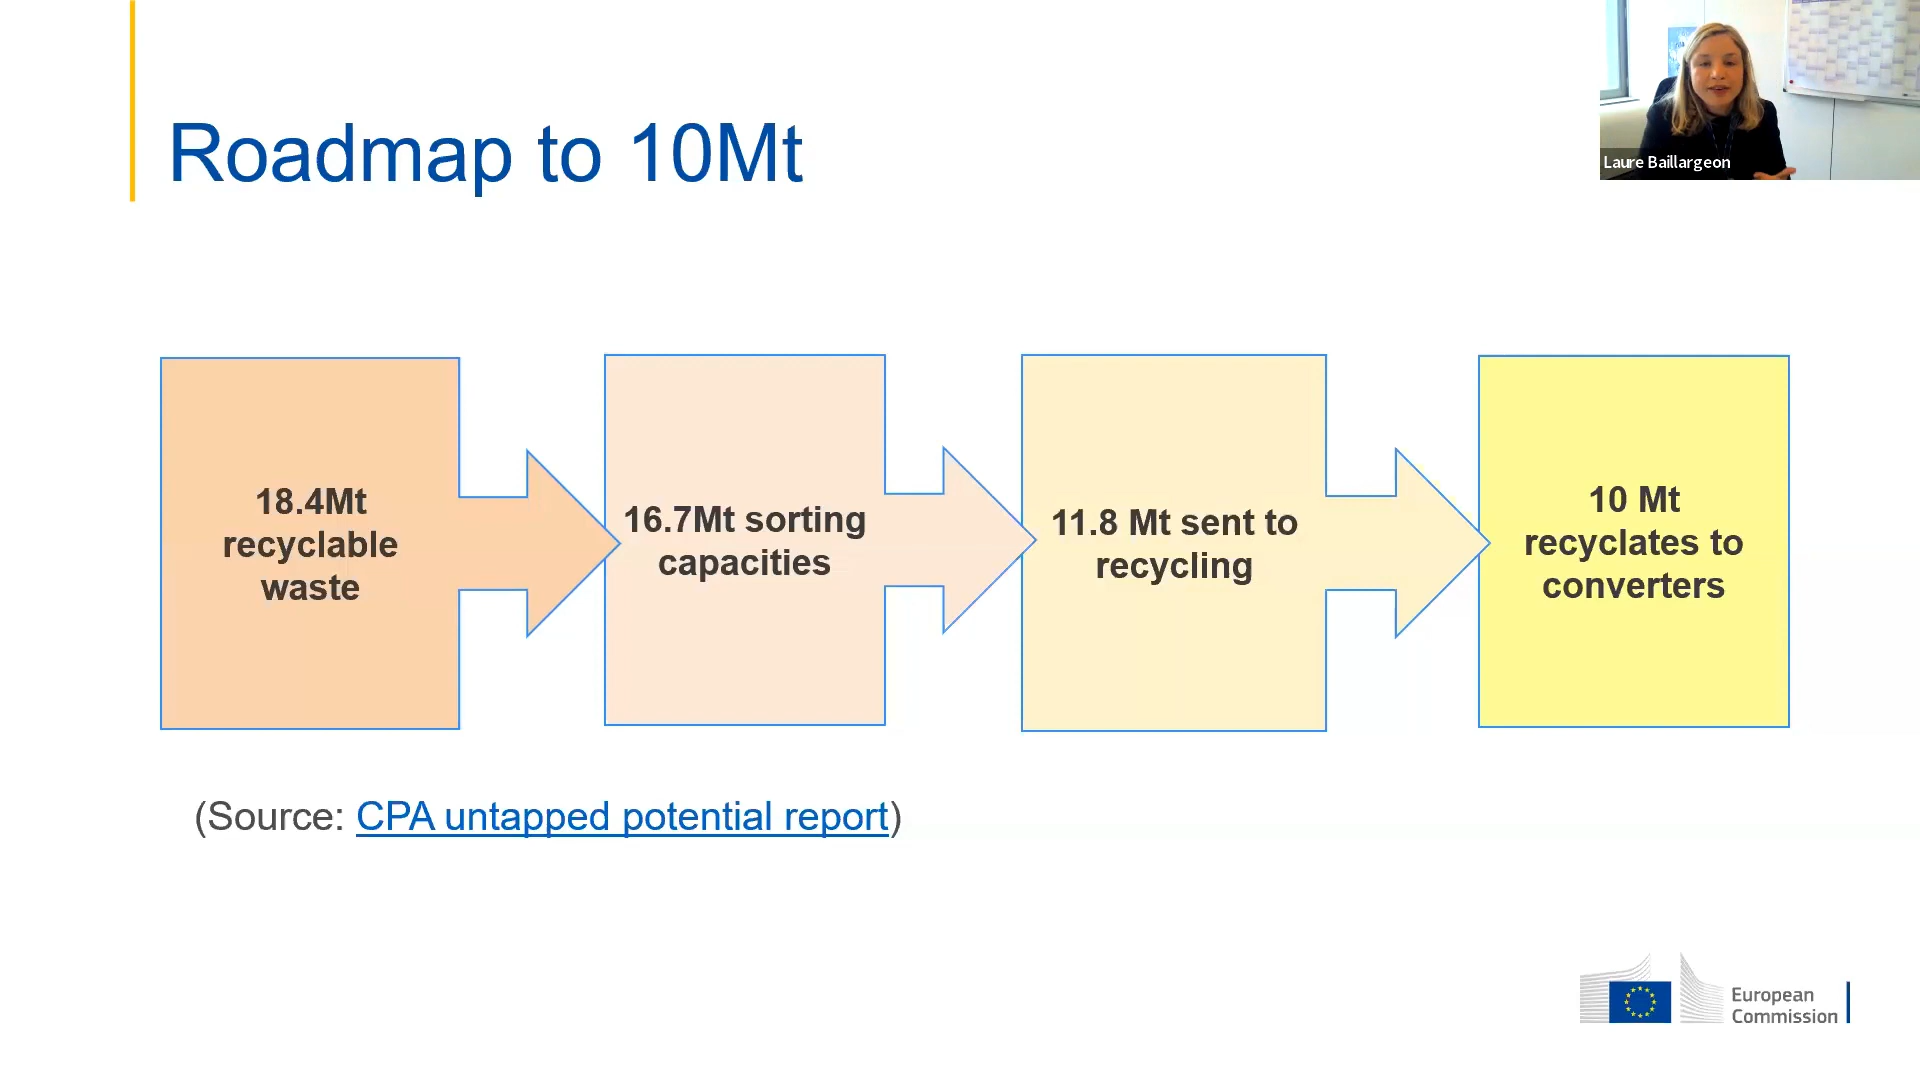 Roadmap to 10Mt
Laure Baillargeon
18.4Mt
recyclable
waste
16.7Mt sorting
capacities
11.8 Mt sent to
recycling
10 Mt
recyclates to
converters
(Source: CPA untapped potential report)
European
Commission